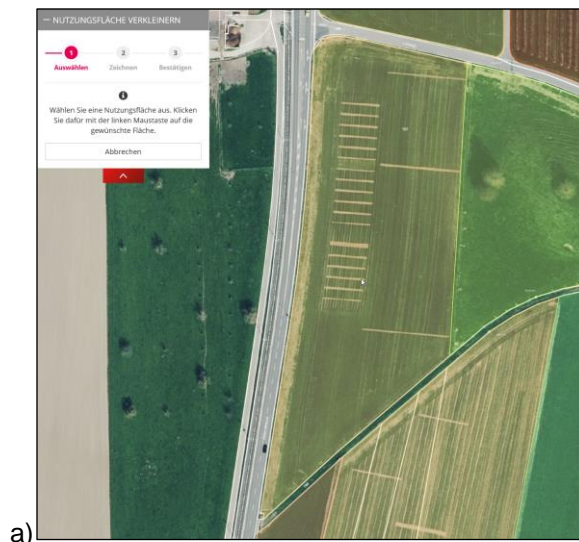 — NUTZUNGSFLÄCHE VERKLEINERN
1 2 3
Auswählen Zeichnen Bestätigen
Wählen Sie eine Nutzungsfläche aus. Klicken
Sie dafür mit der linken Maustaste auf die
gewünschte Fläche.
Abbrechen
a)